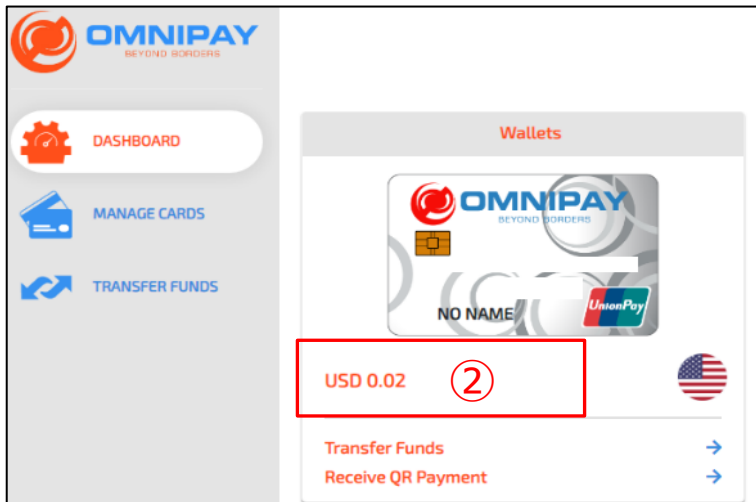 OMNIPAY
BEYOND BORDERS
DASHBOARD
MANAGE CARDS
TRANSFER FUNDS
Wallets
OMNIPAY
BEYOND BORDERS
NO NAME
UnionPay
USD 0.02
②
Transfer Funds
Receive QR Payment